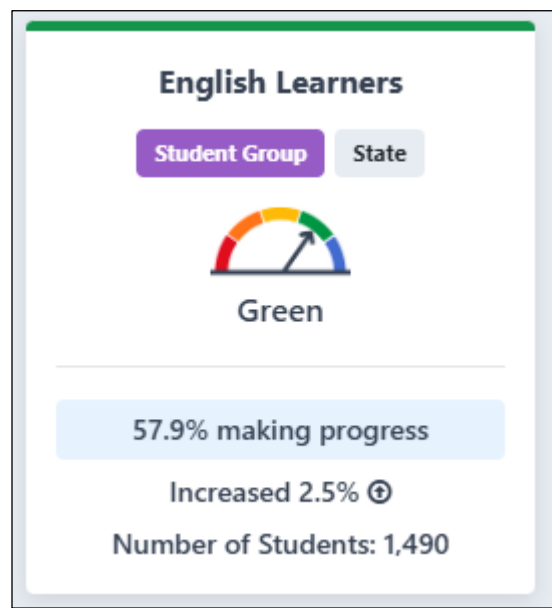 English Learners
Student Group State
Green
57.9% making progress
Increased 2.5%
Number of Students: 1,490